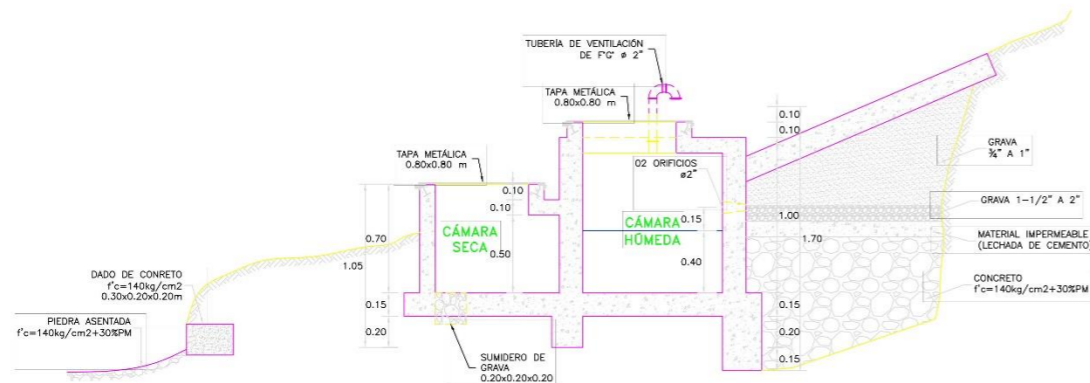 TUBERÍA DE VENTILACIÓN
DE F°G° ø 2"
TAPA METÁLICA
0.80x0.80 m
TAPA METÁLICA
0.80x0.80 m
02 ORIFICIOS
ø2"
0.10
0.10
GRAVA
¾" A 1"
GRAVA 1-1/2" A 2"
MATERIAL IMPERMEABLE
(LECHADA DE CEMENTO)
CONCRETO
f'c=140kg/cm2+30%PM
1.00
1.70
0.15
0.20
0.15
0.15
0.40
CÁMARA
HÚMEDA
0.10
0.10
0.50
CÁMARA
SECA
0.70
1.05
0.15
0.20
DADO DE CONRETO
f'c=140kg/cm2
0.30x0.20x0.20m
PIEDRA ASENTADA
f'c=140kg/cm2+30%PM
SUMIDERO DE
GRAVA
0.20x0.20x0.20